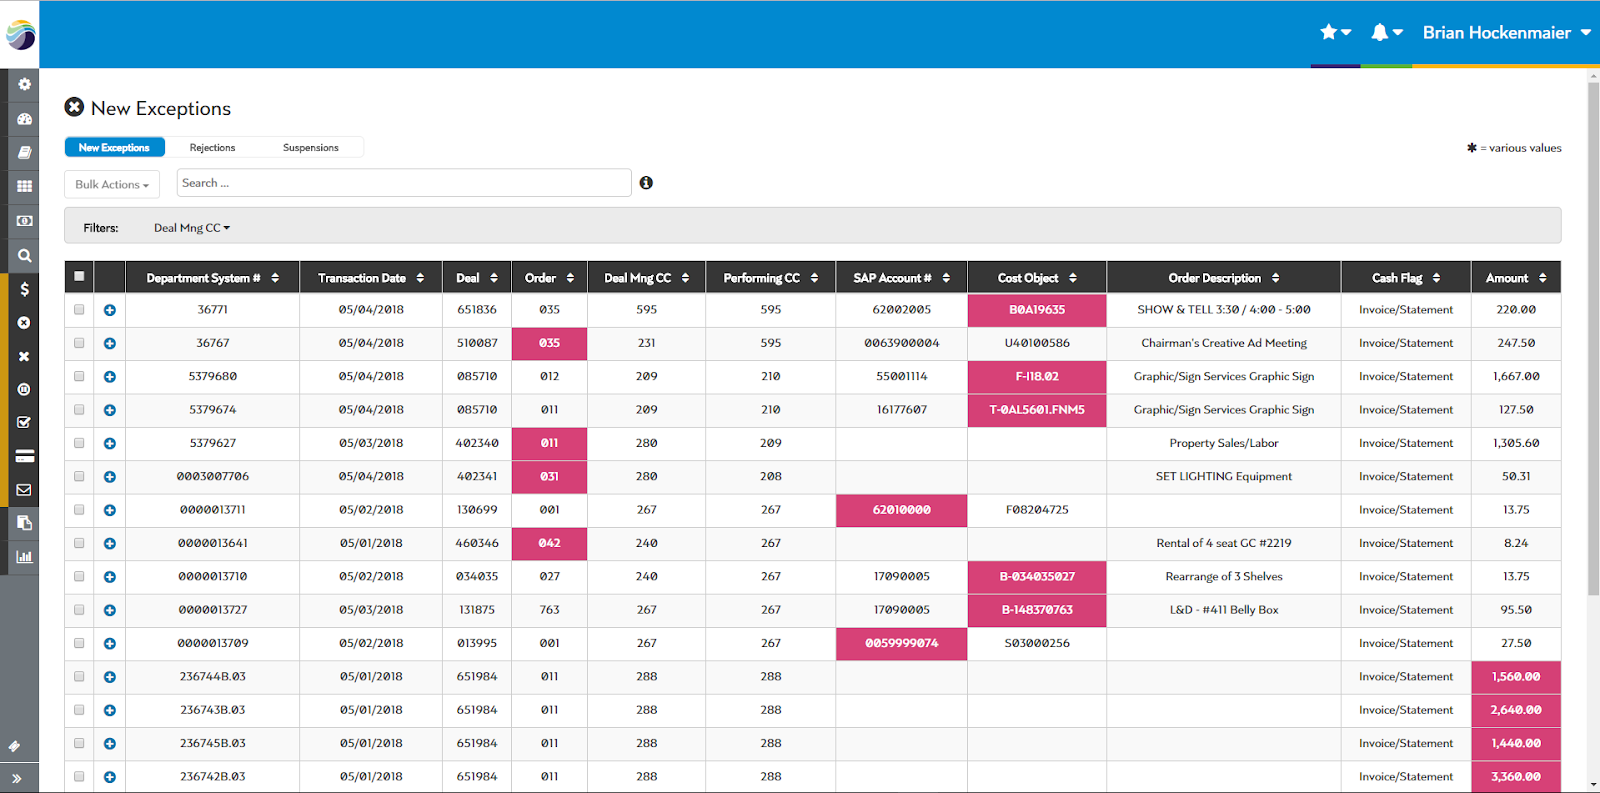 Brian Hockenmaier
New Exceptions
New Exceptions Rejections Suspensions
* = various values
Bulk Actions
Search ...
Filters: Deal Mng CC
Department System # Transaction Date Deal Order Deal Mng CC Performing CC SAP Account # Cost Object Order Description Cash Flag Amount
36771 05/04/2018 651836 035 595 595 62002005 B0A19635 SHOW & TELL 3:30 / 4:00 - 5:00 Invoice/Statement 220.00
36767 05/04/2018 510087 035 231 595 0063900004 U40100586 Chairman's Creative Ad Meeting Invoice/Statement 247.50
5379680 05/04/2018 085710 012 209 210 55001114 F-I18.02 Graphic/Sign Services Graphic Sign Invoice/Statement 1,667.00
5379674 05/04/2018 085710 011 209 210 16177607 T-0AL5601.FNM5 Graphic/Sign Services Graphic Sign Invoice/Statement 127.50
5379627 05/03/2018 402340 011 280 209 Property Sales/Labor Invoice/Statement 1,305.60
0003007706 05/04/2018 402341 031 280 208 SET LIGHTING Equipment Invoice/Statement 50.31
0000013711 05/02/2018 130699 001 267 267 62010000 F08204725 Invoice/Statement 13.75
0000013641 05/01/2018 460346 042 240 267 Rental of 4 seat GC #2219 Invoice/Statement 8.24
0000013710 05/02/2018 034035 027 240 267 17090005 B-034035027 Rearrange of 3 Shelves Invoice/Statement 13.75
0000013727 05/03/2018 131875 763 267 267 17090005 B-148370763 L&D - #411 Belly Box Invoice/Statement 95.50
0000013709 05/02/2018 013995 001 267 267 0059999074 S03000256 Invoice/Statement 27.50
236744B.03 05/01/2018 651984 011 288 288 Invoice/Statement 1,560.00
236743B.03 05/01/2018 651984 011 288 288 Invoice/Statement 2,640.00
236745B.03 05/01/2018 651984 011 288 288 Invoice/Statement 1,440.00
236742B.03 05/01/2018 651984 011 288 288 Invoice/Statement 3,360.00